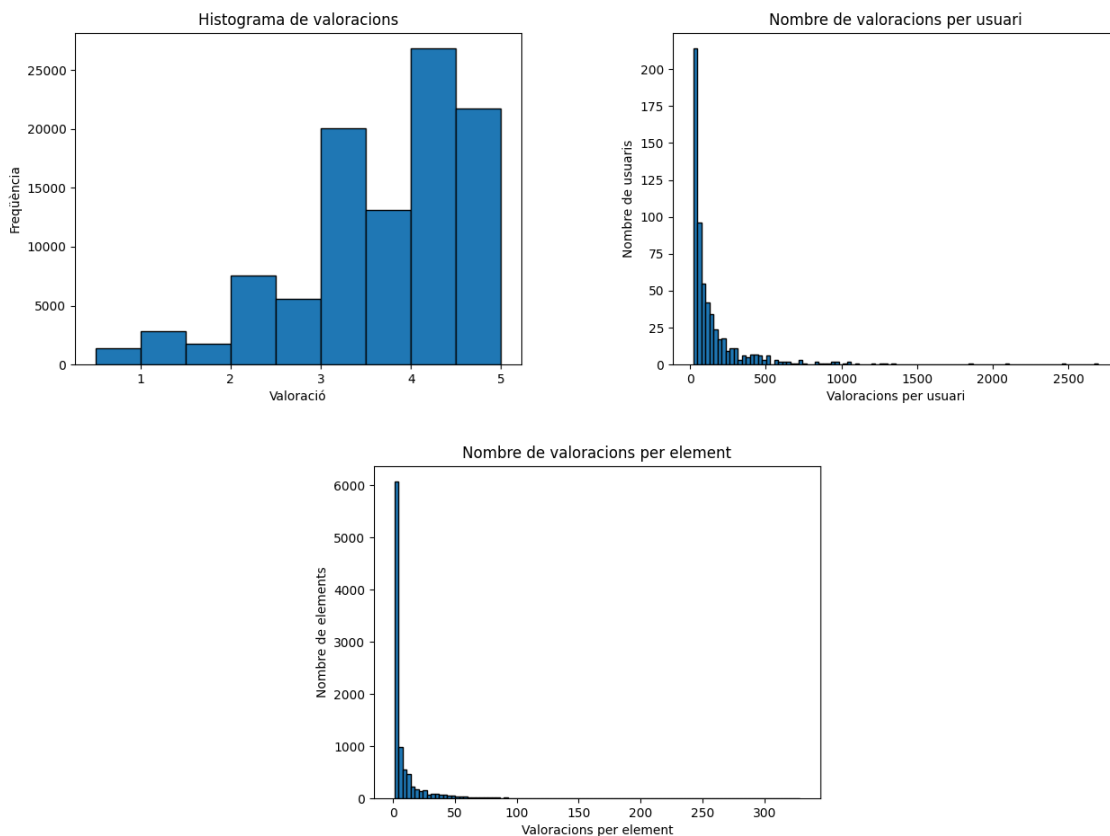 Histograma de valoracions
25000
20000
15000
10000
5000
0
Freqüència
1 2 3 4 5
Valoració
Nombre de valoracions per usuari
200
175
150
125
100
75
50
25
0
Nombre de usuaris
0 500 1000 1500 2000 2500
Valoracions per usuari
Nombre de valoracions per element
6000
5000
4000
3000
2000
1000
0
Nombre de elements
0 50 100 150 200 250 300
Valoracions per element